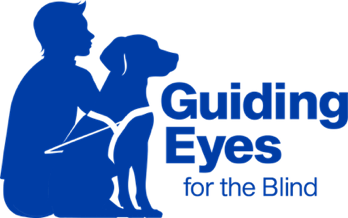 Guiding
Eyes
for the Blind